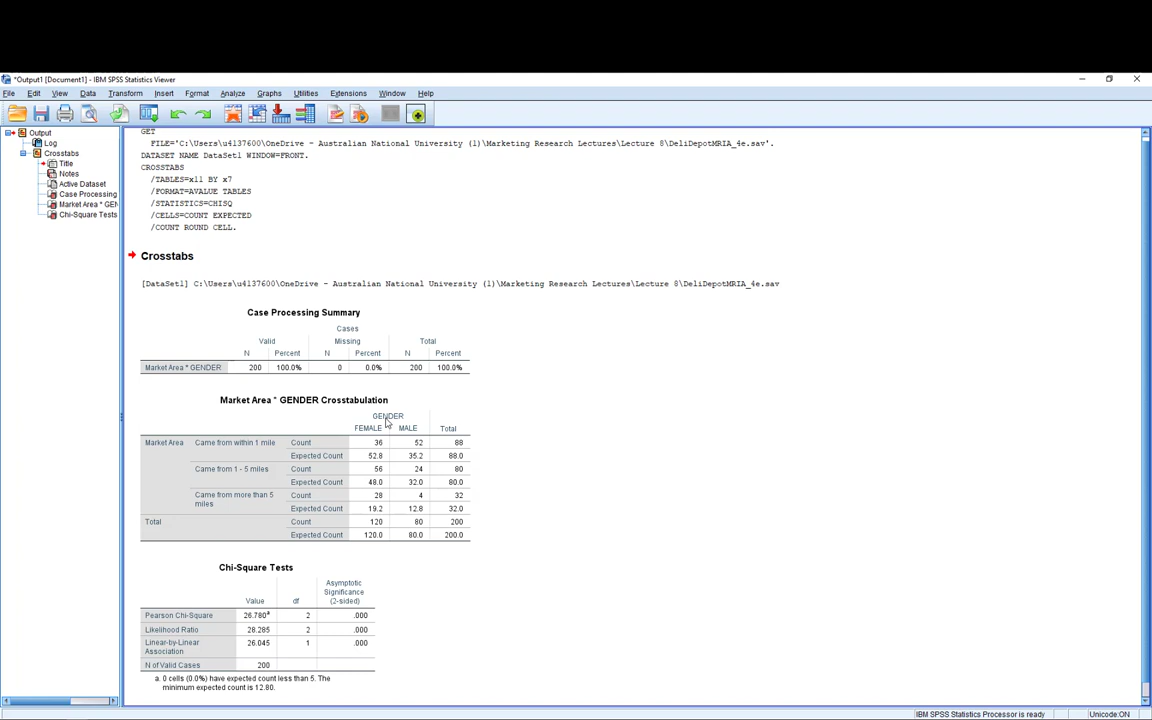 *Output1 [Document1] - IBM SPSS Statistics Viewer
File Edit View Data Transform Insert Format Analyze Graphs Utilities Extensions Window Help
Output
Log
Crosstabs
Title
Notes
Active Dataset
Case Processing
Market Area * GEN
Chi-Square Tests
GET
FILE='C:\Users\u4137600\OneDrive - Australian National University (1)\Marketing Research Lectures\Lecture 8\DeliDepotMRIA_4e.sav'.
DATASET NAME DataSet1 WINDOW=FRONT.
CROSSTABS
/TABLES=x11 BY x7
/FORMAT=AVALUE TABLES
/STATISTICS=CHISQ
/CELLS=COUNT EXPECTED
/COUNT ROUND CELL.
Crosstabs
[DataSet1] C:\Users\u4137600\OneDrive - Australian National University (1)\Marketing Research Lectures\Lecture 8\DeliDepotMRIA_4e.sav
Case Processing Summary
Cases
Valid Missing Total
N Percent N Percent N Percent
Market Area * GENDER 200 100.0% 0 0.0% 200 100.0%
Market Area * GENDER Crosstabulation
GENDER
FEMALE MALE Total
Market Area Came from within 1 mile Count 36 52 88
Expected Count 52.8 35.2 88.0
Came from 1 - 5 miles Count 56 24 80
Expected Count 48.0 32.0 80.0
Came from more than 5 miles Count 28 4 32
Expected Count 19.2 12.8 32.0
Total Count 120 80 200
Expected Count 120.0 80.0 200.0
Chi-Square Tests
Value df Asymptotic Significance (2-sided)
Pearson Chi-Square 26.780a 2 .000
Likelihood Ratio 28.285 2 .000
Linear-by-Linear Association 26.045 1 .000
N of Valid Cases 200
a. 0 cells (0.0%) have expected count less than 5. The
minimum expected count is 12.80.
IBM SPSS Statistics Processor is ready Unicode:ON